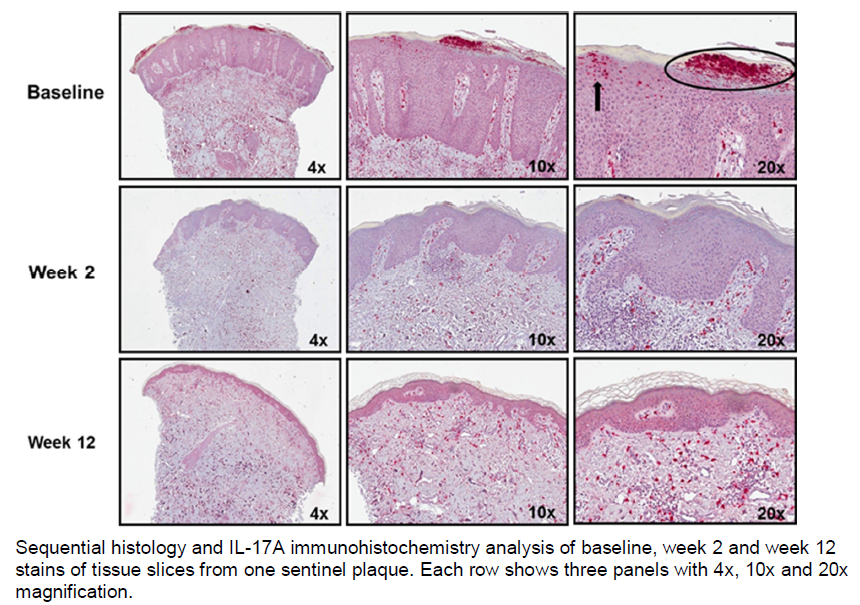 Baseline
4x
10x
20x
Week 2
4x
10x
20x
Week 12
4x
10x
20x
Sequential histology and IL-17A immunohistochemistry analysis of baseline, week 2 and week 12
stains of tissue slices from one sentinel plaque. Each row shows three panels with 4x, 10x and 20x
magnification.